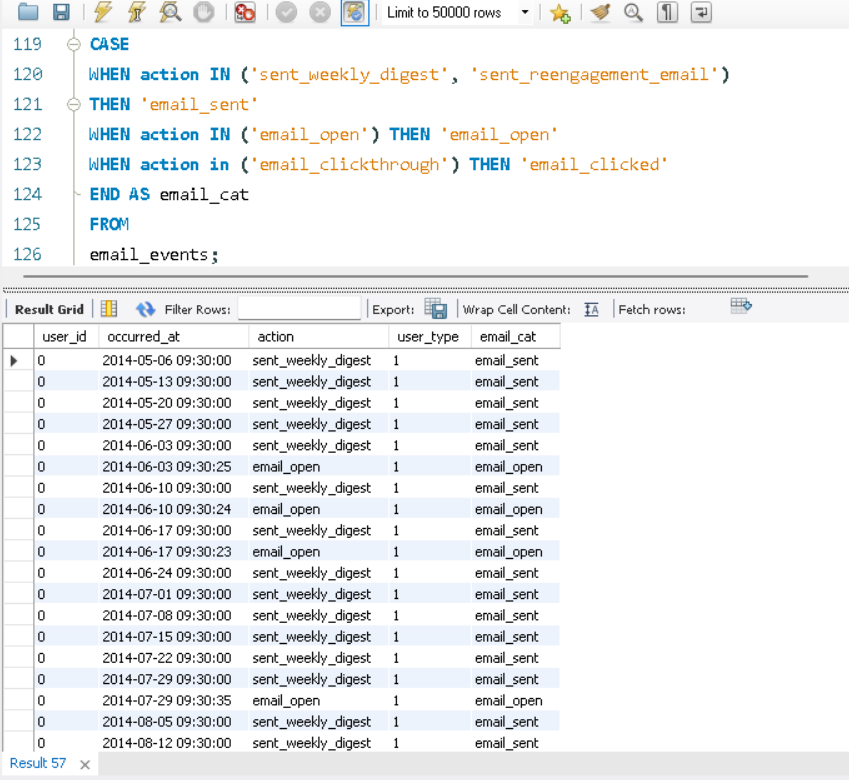 Limit to 50000 rows
119 CASE
120 WHEN action IN ('sent_weekly_digest', 'sent_reengagement_email')
121 THEN 'email_sent'
122 WHEN action IN ('email_open') THEN 'email_open'
123 WHEN action in ('email_clickthrough') THEN 'email_clicked'
124 END AS email_cat
125 FROM
126 email_events;
Result Grid Filter Rows: Export: Wrap Cell Content: Fetch rows:
user_id occurred_at action user_type email_cat
0 2014-05-06 09:30:00 sent_weekly_digest 1 email_sent
0 2014-05-13 09:30:00 sent_weekly_digest 1 email_sent
0 2014-05-20 09:30:00 sent_weekly_digest 1 email_sent
0 2014-05-27 09:30:00 sent_weekly_digest 1 email_sent
0 2014-06-03 09:30:00 sent_weekly_digest 1 email_sent
0 2014-06-03 09:30:25 email_open 1 email_open
0 2014-06-10 09:30:00 sent_weekly_digest 1 email_sent
0 2014-06-10 09:30:24 email_open 1 email_open
0 2014-06-17 09:30:00 sent_weekly_digest 1 email_sent
0 2014-06-17 09:30:23 email_open 1 email_open
0 2014-06-24 09:30:00 sent_weekly_digest 1 email_sent
0 2014-07-01 09:30:00 sent_weekly_digest 1 email_sent
0 2014-07-08 09:30:00 sent_weekly_digest 1 email_sent
0 2014-07-15 09:30:00 sent_weekly_digest 1 email_sent
0 2014-07-22 09:30:00 sent_weekly_digest 1 email_sent
0 2014-07-29 09:30:00 sent_weekly_digest 1 email_sent
0 2014-07-29 09:30:35 email_open 1 email_open
0 2014-08-05 09:30:00 sent_weekly_digest 1 email_sent
0 2014-08-12 09:30:00 sent_weekly_digest 1 email_sent
Result 57